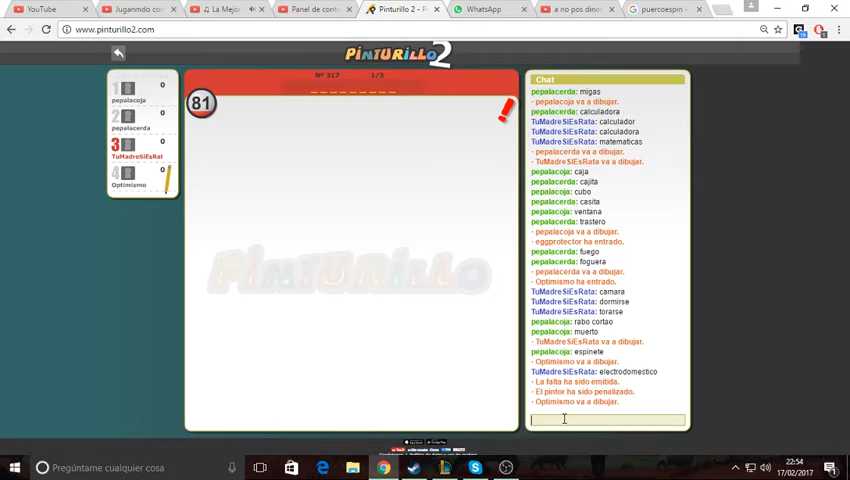 YouTube
Jugamndo con
La Mejor
Panel de contr
Pinturillo 2 - P
WhatsApp
a no pos dinos
puercoespin -
www.pinturillo2.com
PINTURILLO 2
1 pepalacoja 0
2 pepalacerda 0
3 TuMadreSiEsRat 0
4 Optimismo 0
Nº 317 1/3
81
PINTURILLO
Chat
pepalacerda: migas
· pepalacoja va a dibujar.
pepalacerda: calculadora
TuMadreSiEsRata: calculador
TuMadreSiEsRata: calculadora
TuMadreSiEsRata: matematicas
· pepalacerda va a dibujar.
· TuMadreSiEsRata va a dibujar.
pepalacoja: caja
pepalacerda: cajita
pepalacoja: cubo
pepalacerda: casita
pepalacoja: ventana
pepalacerda: trastero
· pepalacoja va a dibujar.
· eggprotector ha entrado.
pepalacerda: fuego
pepalacerda: foguera
· pepalacerda va a dibujar.
· Optimismo ha entrado.
TuMadreSiEsRata: camara
TuMadreSiEsRata: dormirse
TuMadreSiEsRata: torarse
pepalacoja: rabo cortao
pepalacoja: muerto
· TuMadreSiEsRata va a dibujar.
pepalacoja: espinete
· Optimismo va a dibujar.
TuMadreSiEsRata: electrodomestico
· La falta ha sido emitida.
· El pintor ha sido penalizado.
· Optimismo va a dibujar.
Pregúntame cualquier cosa
22:54
17/02/2017